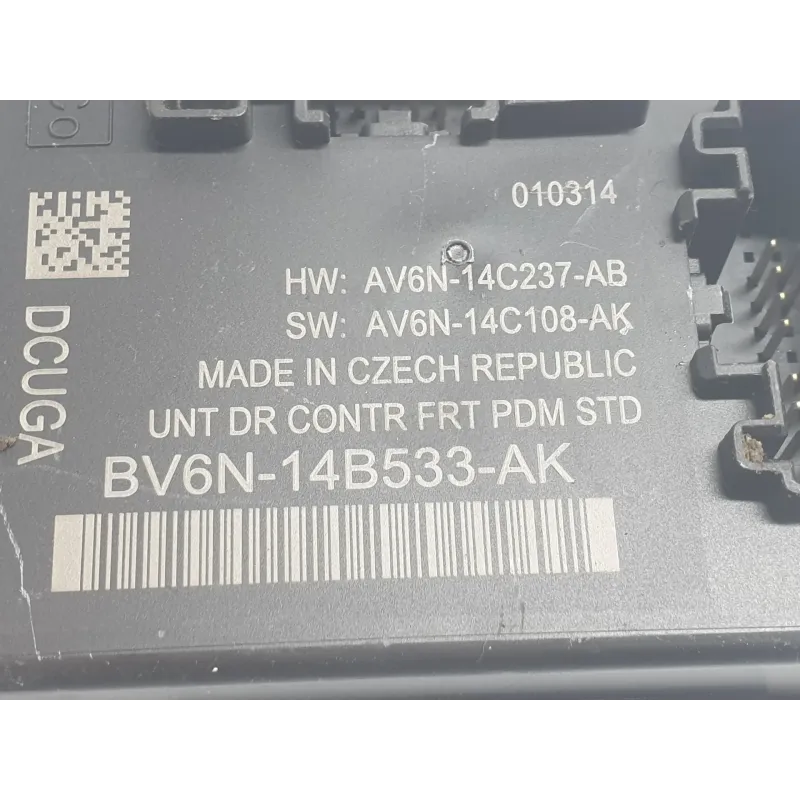 CO
010314
HW: AV6N-14C237-AB
SW: AV6N-14C108-AK
MADE IN CZECH REPUBLIC
UNT DR CONTR FRT PDM STD
BV6N-14B533-AK
DCUGA